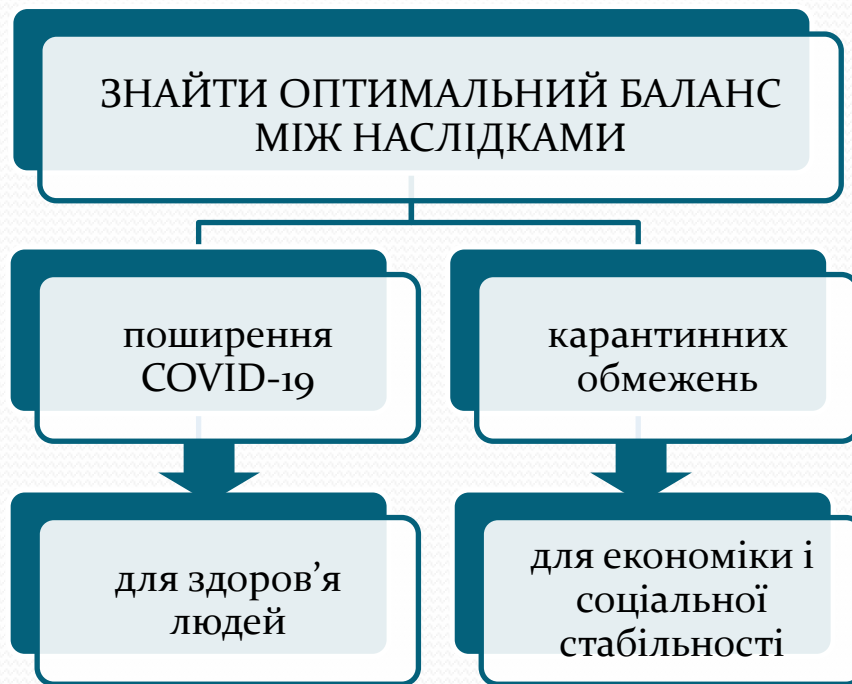 ЗНАЙТИ ОПТИМАЛЬНИЙ БАЛАНС
МІЖ НАСЛІДКАМИ
поширення
COVID-19
карантинних
обмежень
для здоров’я
людей
для економіки і
соціальної
стабільності